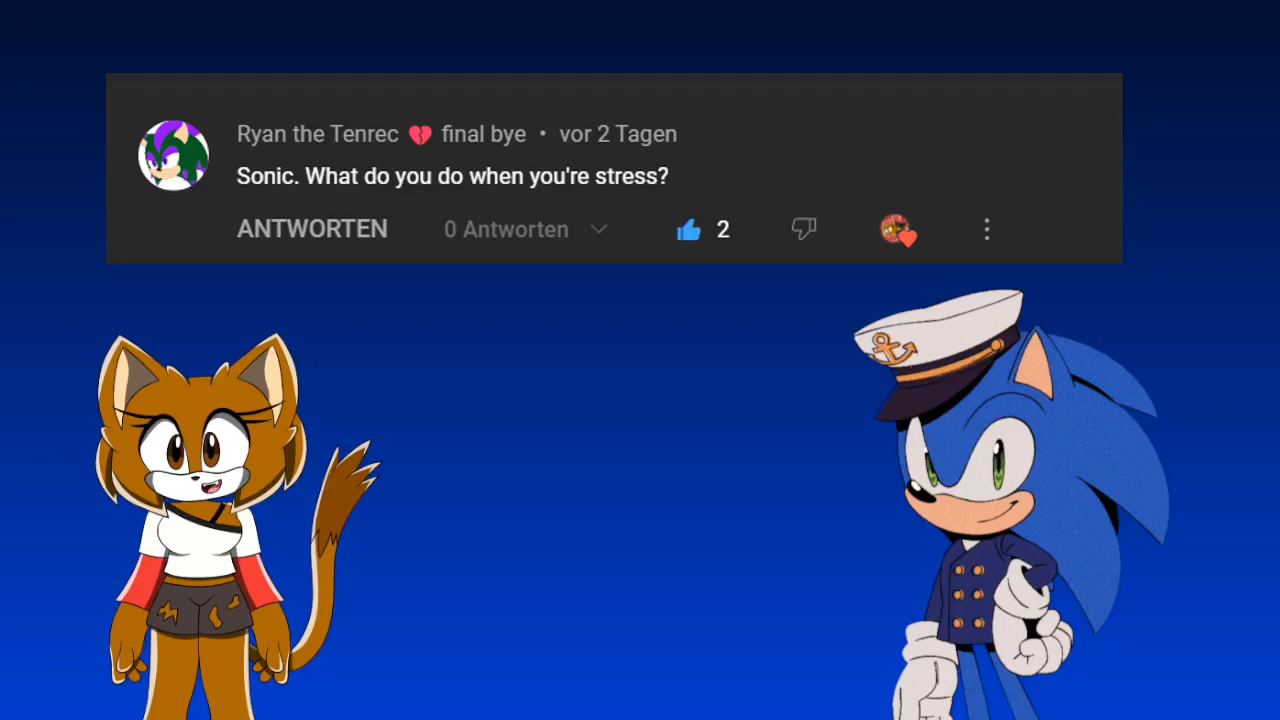 Ryan the Tenrec 💔 final bye • vor 2 Tagen
Sonic. What do you do when you're stress?
ANTWORTEN 0 Antworten 2